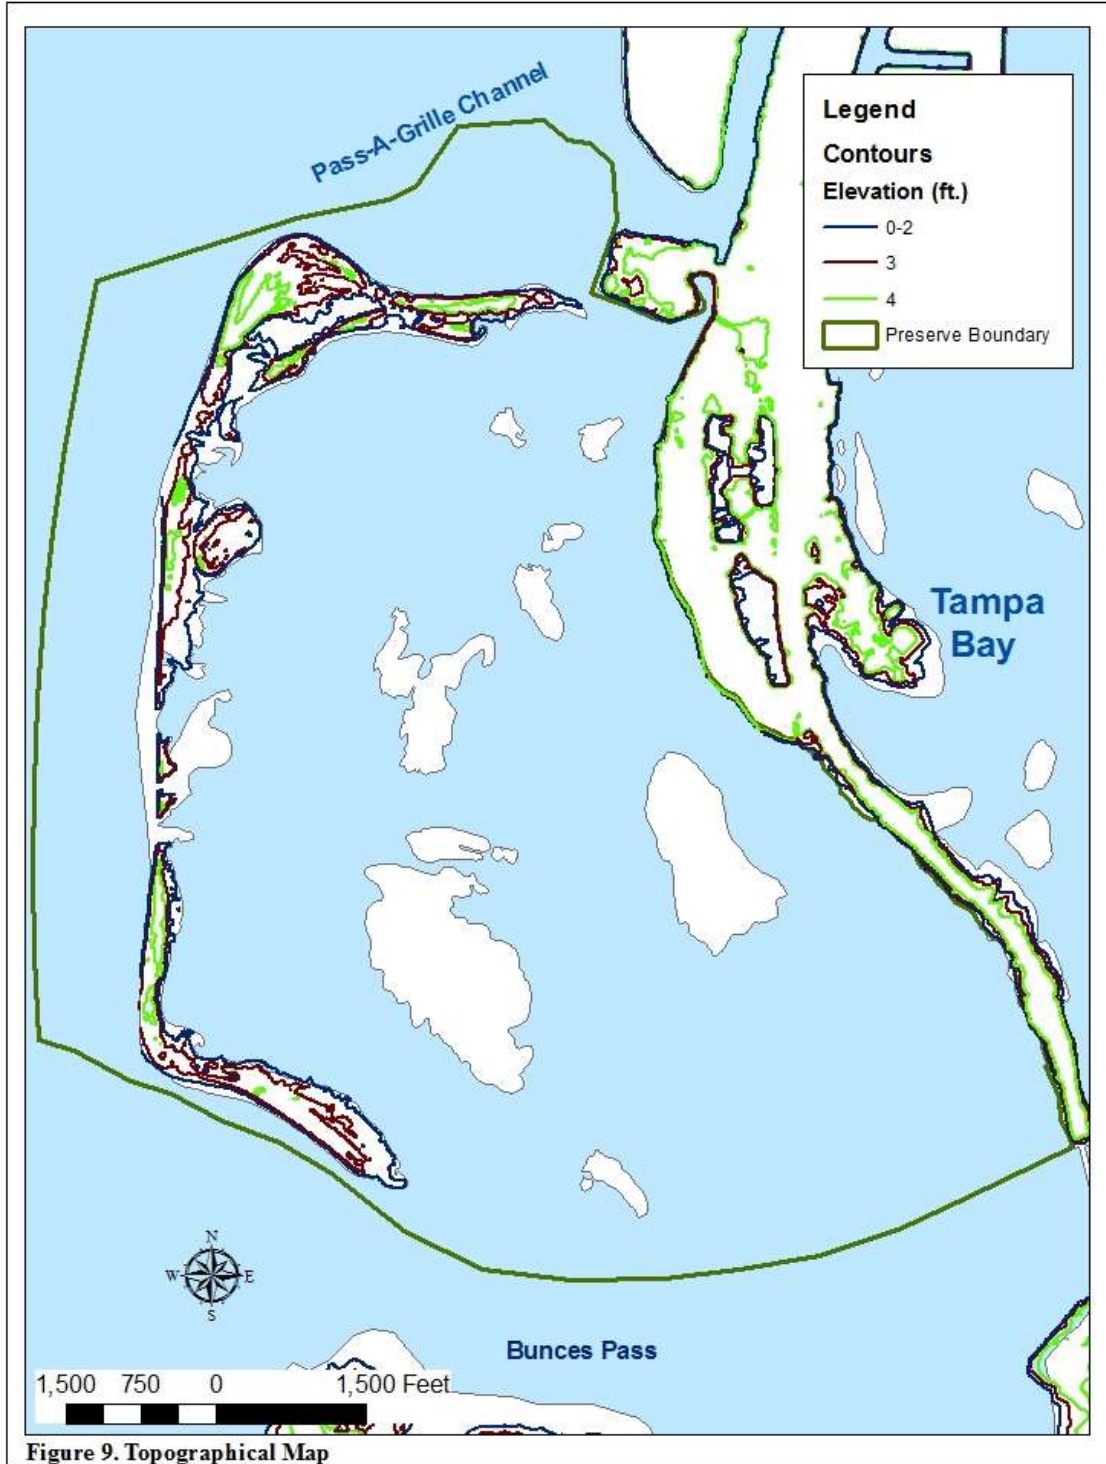 Pass-A-Grille Channel
Legend
Contours
Elevation (ft.)
0-2
3
4
Preserve Boundary
Tampa
Bay
N
W E
S
Bunces Pass
1,500 750 0 1,500 Feet
Figure 9. Topographical Map